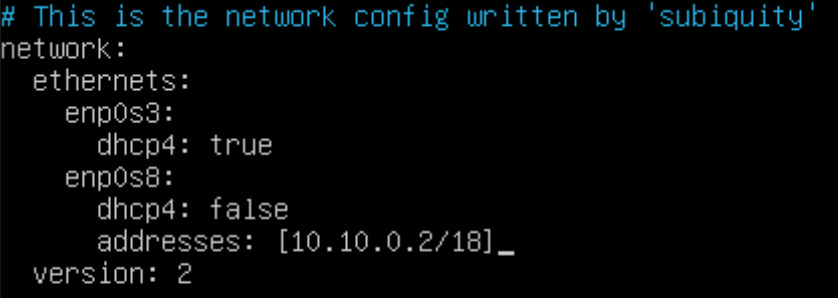 # This is the network config written by 'subiquity'
network:
  ethernets:
    enp0s3:
      dhcp4: true
    enp0s8:
      dhcp4: false
      addresses: [10.10.0.2/18]_
  version: 2